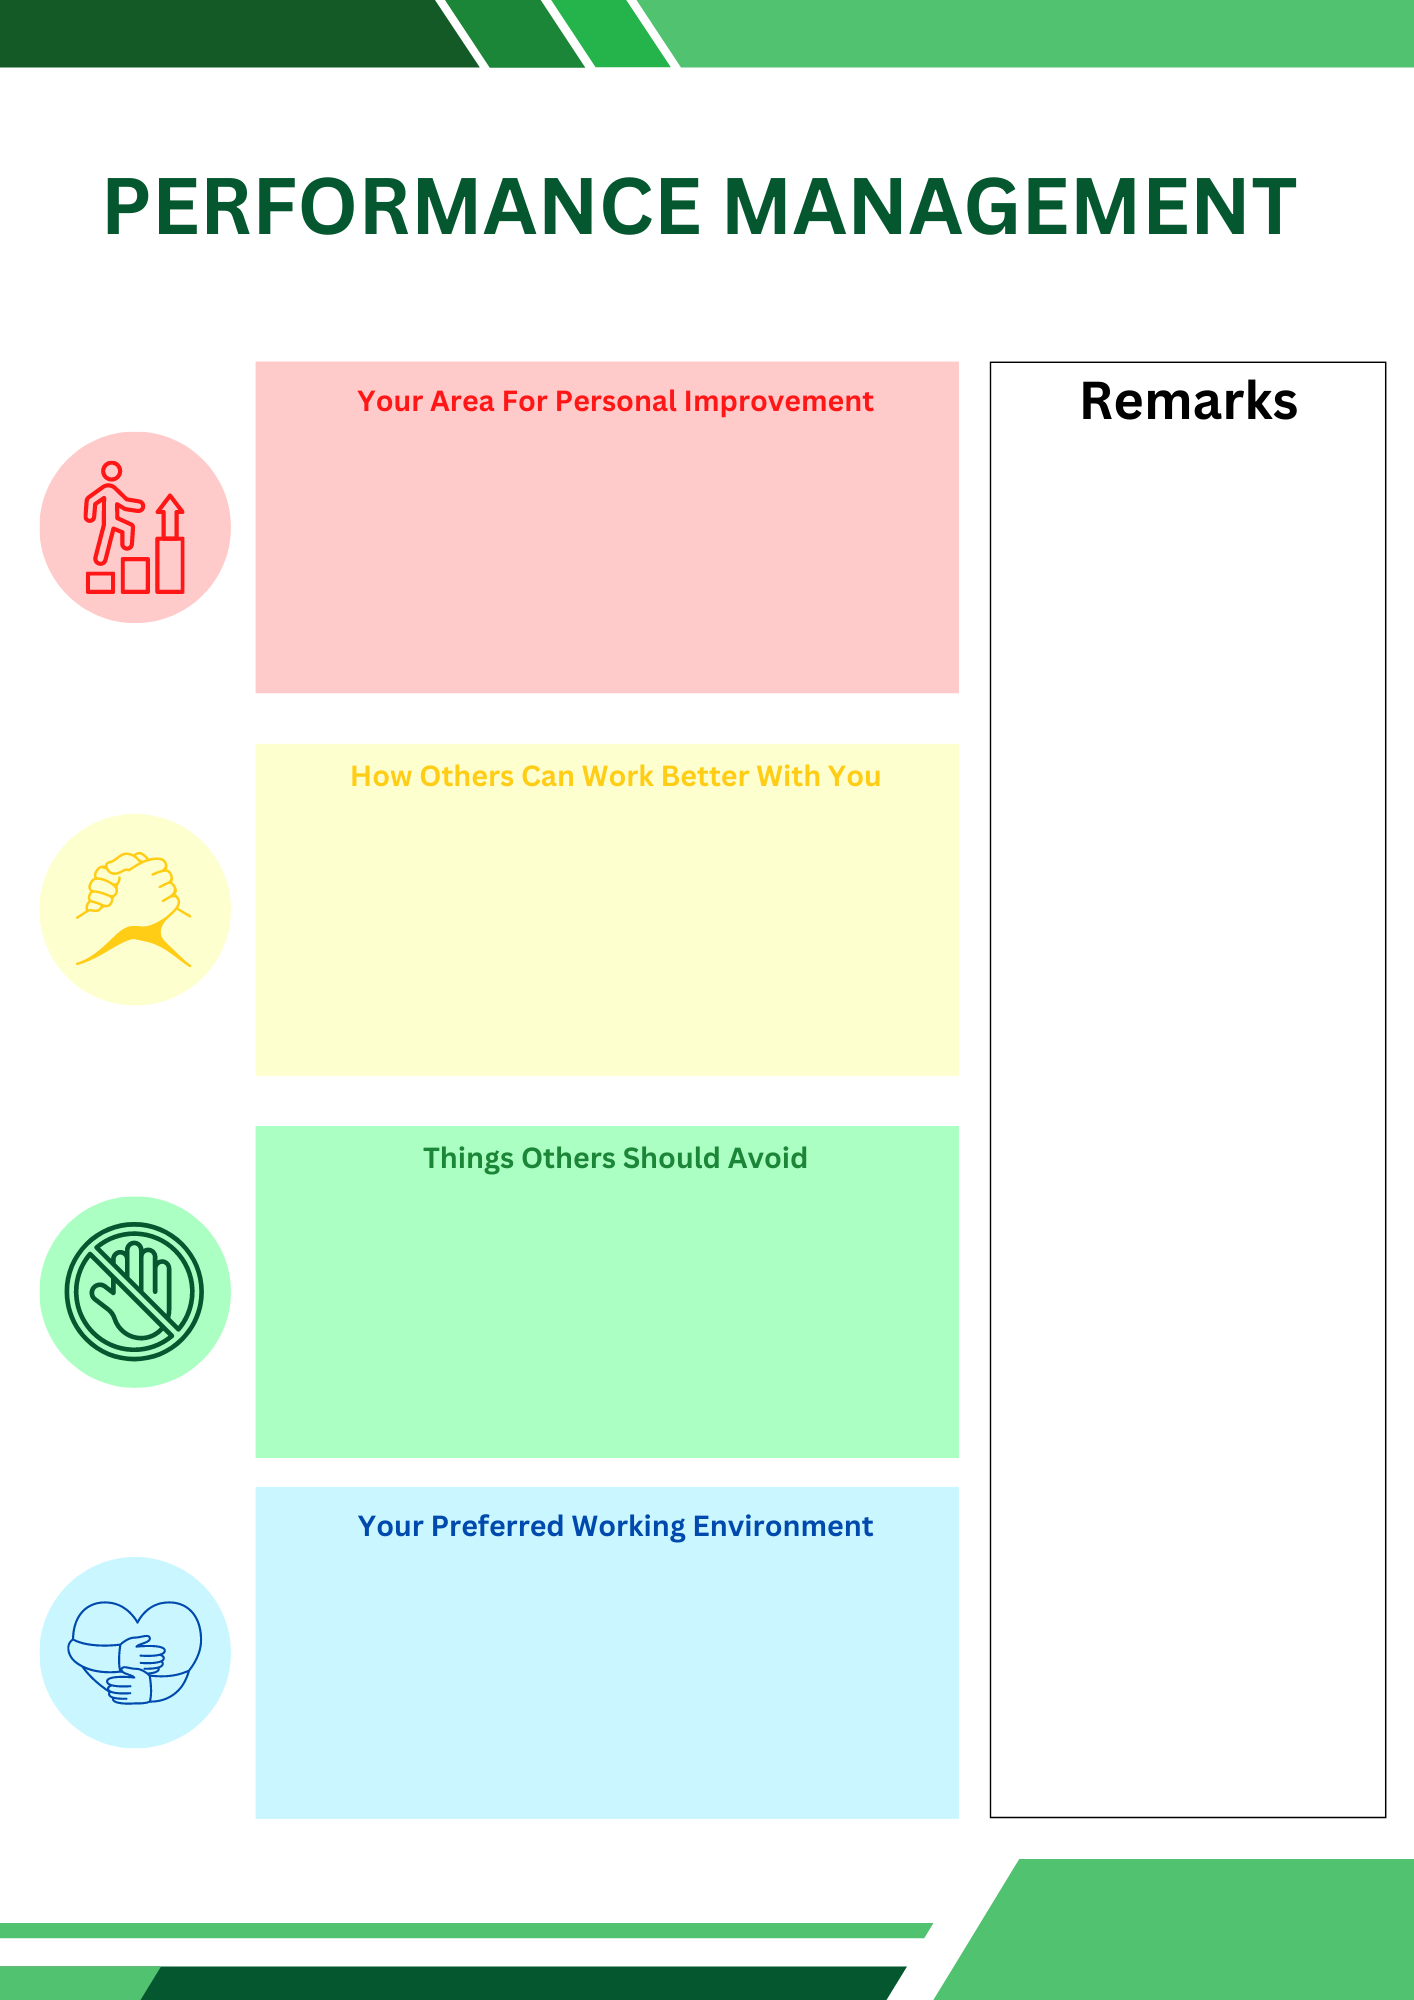 PERFORMANCE MANAGEMENT
Your Area For Personal Improvement
Remarks
How Others Can Work Better With You
Things Others Should Avoid
Your Preferred Working Environment